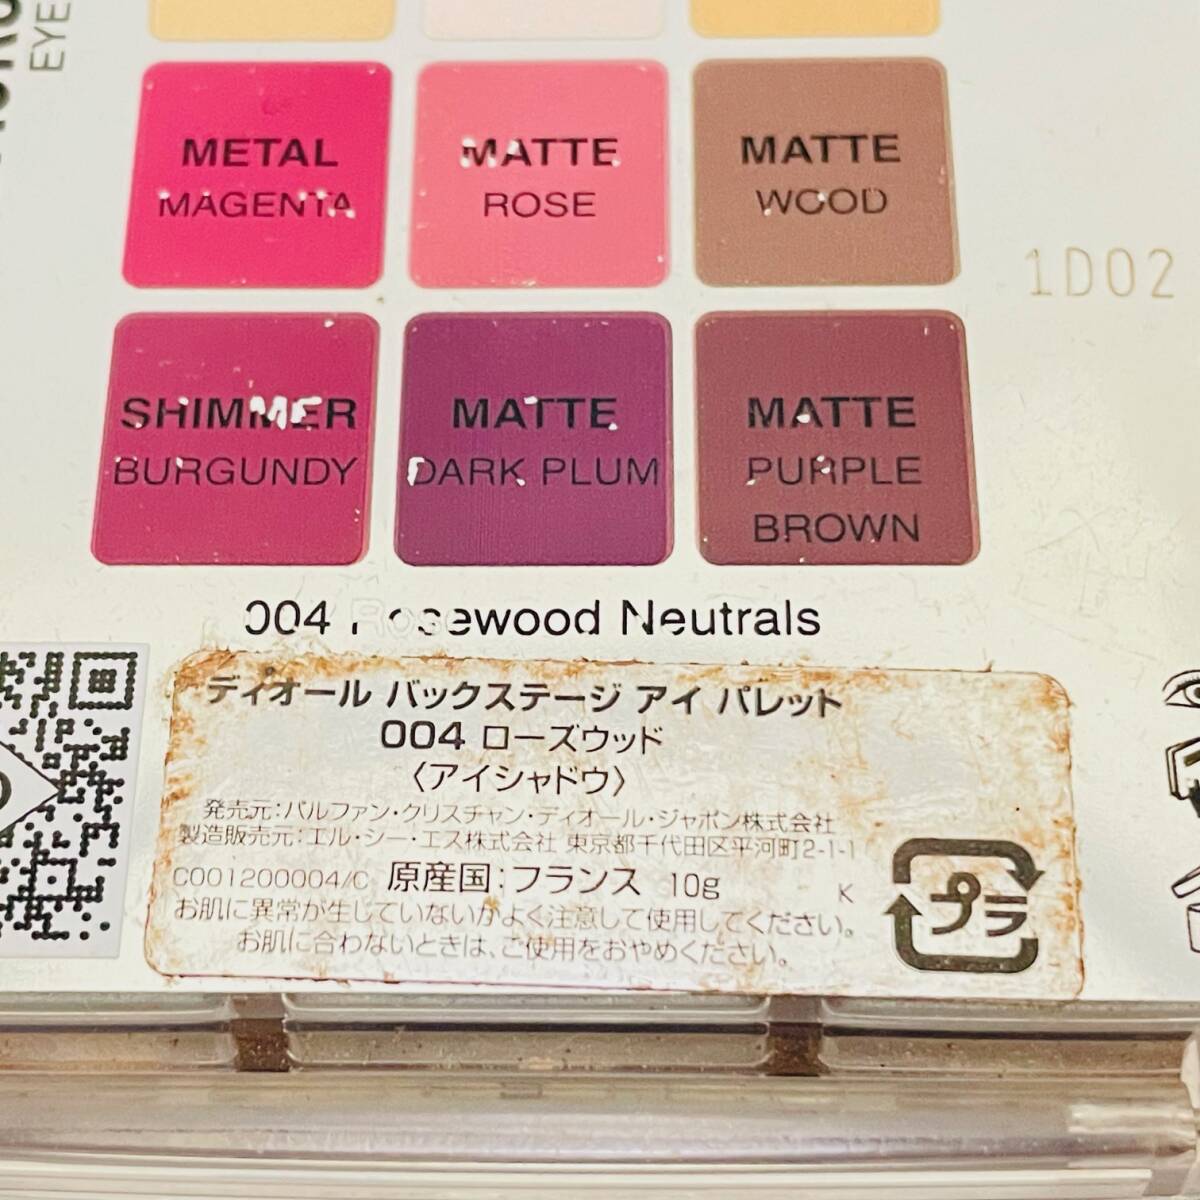 EYE
METAL
MAGENTA
MATTE
ROSE
MATTE
WOOD
1D02
SHIMMER
BURGUNDY
MATTE
DARK PLUM
MATTE
PURPLE
BROWN
004 Rosewood Neutrals
ディオール バックステージ アイ パレット
004 ローズウッド
〈アイシャドウ〉
発売元:パルファン・クリスチャン・ディオール・ジャポン株式会社
製造販売元:エル・シー・エス株式会社 東京都千代田区平河町2-1-1
C001200004/C 原産国:フランス 10g K
お肌に異常が生じていないかよく注意して使用してください。
お肌に合わないときは、ご使用をおやめください。
プラ